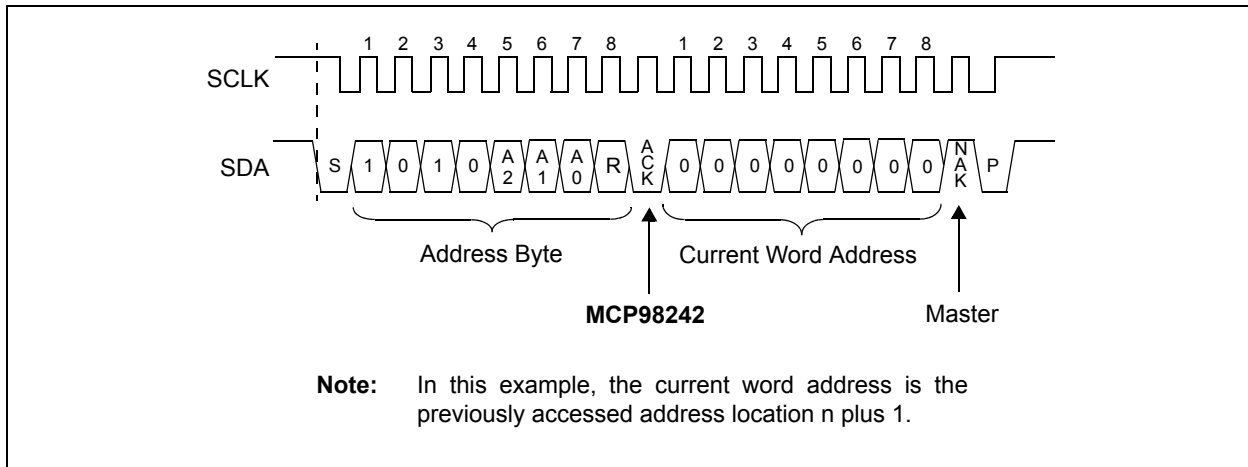 1 2 3 4 5 6 7 8 1 2 3 4 5 6 7 8
SCLK
SDA S 1 0 1 0 A2 A1 A0 R ACK 0 0 0 0 0 0 0 0 NAK P
Address Byte Current Word Address
MCP98242 Master
Note: In this example, the current word address is the
previously accessed address location n plus 1.